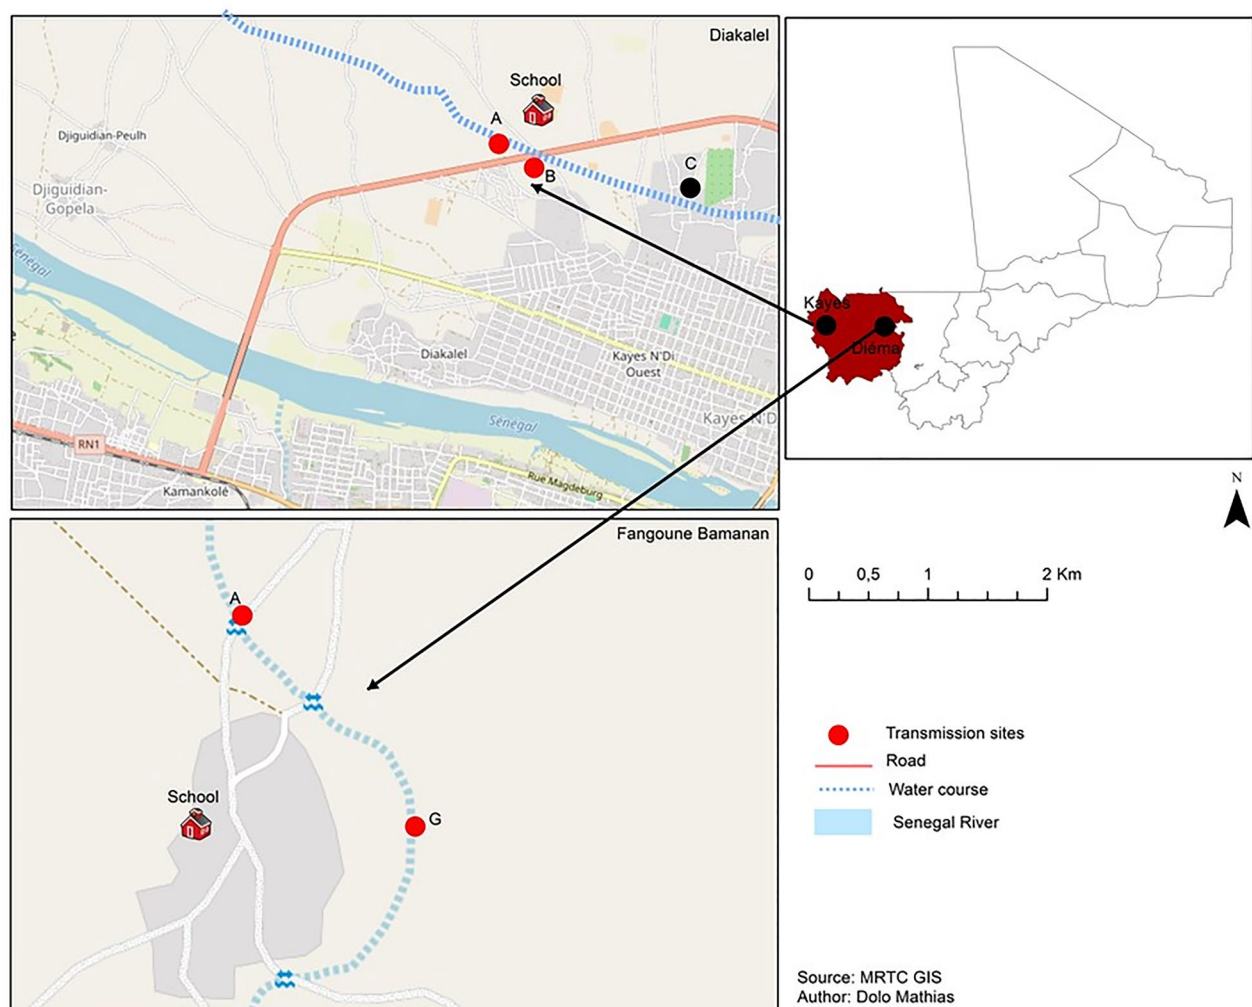 Diakalel
School
A
B
C
Djiguidian-Peulh
Djiguidian-
Gopela
Sénégal
Diakalel
Kayes N'Di
Ouest
Kayes N'D
Sénégal
RN1
Kamankolé
Rue Magdeburg
Kayes
Diéma
N
Fangoune Bamanan
A
School
G
0 0,5 1 2 Km
Transmission sites
Road
Water course
Senegal River
Source: MRTC GIS
Author: Dolo Mathias